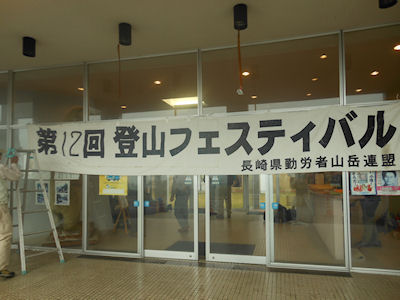 第12回 登山フェスティバル
長崎県勤労者山岳連盟